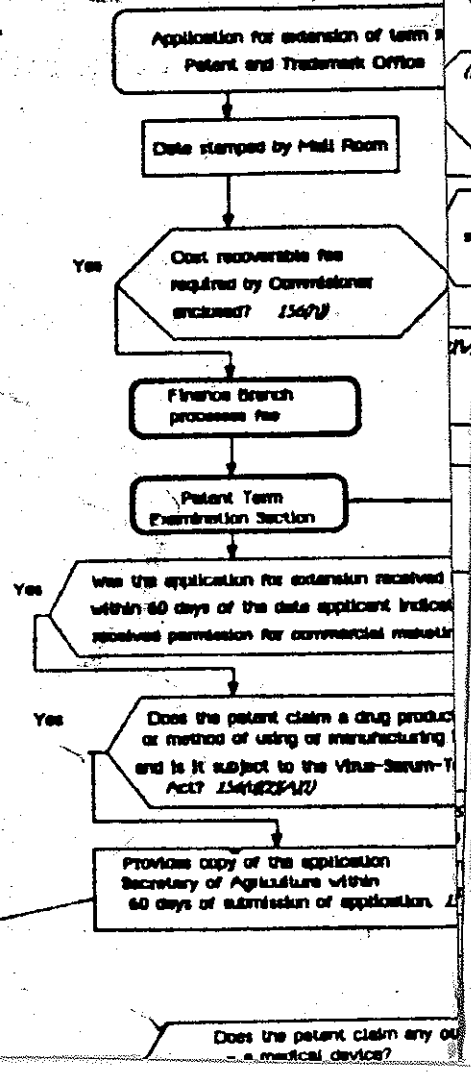 Application for extension of term
Patent and Trademark Office
Date stamped by Mail Room
Yes
Cost recoverable fee
required by Commisioner
enclosed?
Finance Branch
processes fee
Patent Term
Examination Section
Yes
Was the application for extension received
within 60 days of the date applicant indicat
received permission for commercial marketin
Yes
Does the patent claim a drug product
or method of using or manufacturing
and is it subject to the Virus-Serum-T
Act?
Provides copy of the application
Secretary of Agriculture within
60 days of submission of application.
Does the patent claim any ou
- a medical device?